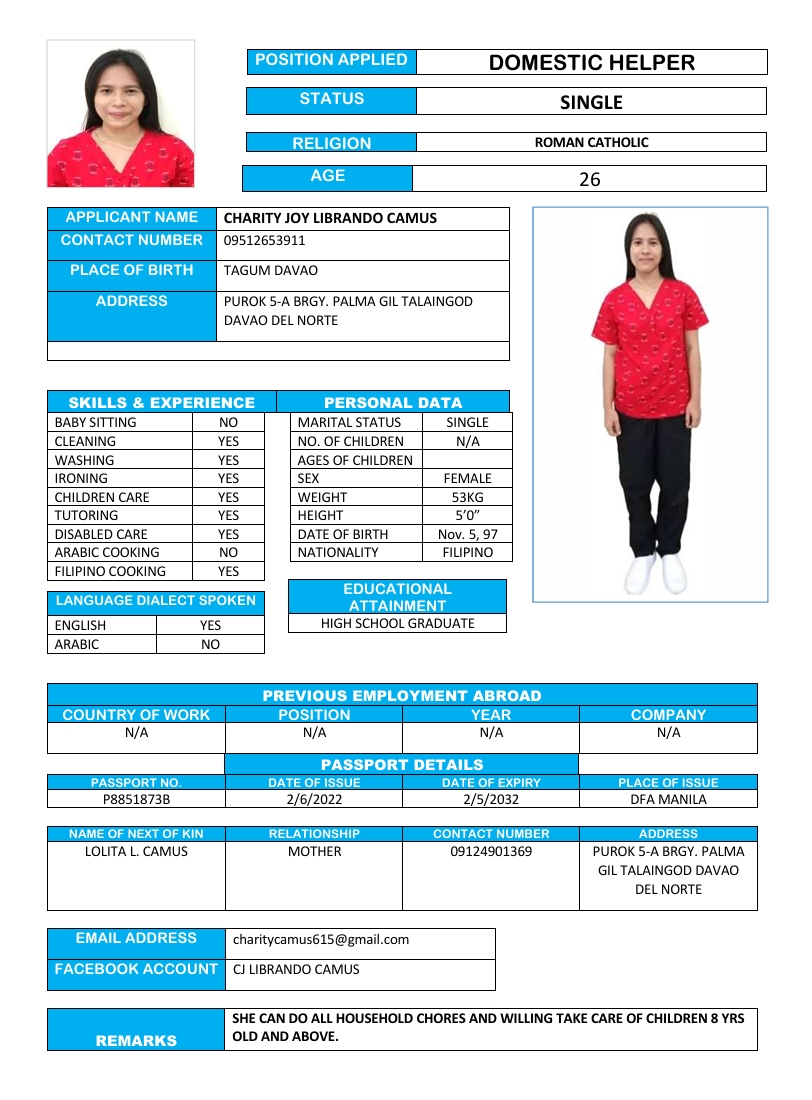 POSITION APPLIED DOMESTIC HELPER
STATUS SINGLE
RELIGION ROMAN CATHOLIC
AGE 26
APPLICANT NAME CHARITY JOY LIBRANDO CAMUS
CONTACT NUMBER 09512653911
PLACE OF BIRTH TAGUM DAVAO
ADDRESS PUROK 5-A BRGY. PALMA GIL TALAINGOD
DAVAO DEL NORTE
SKILLS & EXPERIENCE
BABY SITTING NO
CLEANING YES
WASHING YES
IRONING YES
CHILDREN CARE YES
TUTORING YES
DISABLED CARE YES
ARABIC COOKING NO
FILIPINO COOKING YES
LANGUAGE DIALECT SPOKEN
ENGLISH YES
ARABIC NO
PERSONAL DATA
MARITAL STATUS SINGLE
NO. OF CHILDREN N/A
AGES OF CHILDREN
SEX FEMALE
WEIGHT 53KG
HEIGHT 5’0”
DATE OF BIRTH Nov. 5, 97
NATIONALITY FILIPINO
EDUCATIONAL
ATTAINMENT
HIGH SCHOOL GRADUATE
PREVIOUS EMPLOYMENT ABROAD
COUNTRY OF WORK POSITION YEAR COMPANY
N/A N/A N/A N/A
PASSPORT DETAILS
PASSPORT NO. DATE OF ISSUE DATE OF EXPIRY PLACE OF ISSUE
P8851873B 2/6/2022 2/5/2032 DFA MANILA
NAME OF NEXT OF KIN RELATIONSHIP CONTACT NUMBER ADDRESS
LOLITA L. CAMUS MOTHER 09124901369 PUROK 5-A BRGY. PALMA
GIL TALAINGOD DAVAO
DEL NORTE
EMAIL ADDRESS charitycamus615@gmail.com
FACEBOOK ACCOUNT CJ LIBRANDO CAMUS
REMARKS SHE CAN DO ALL HOUSEHOLD CHORES AND WILLING TAKE CARE OF CHILDREN 8 YRS
OLD AND ABOVE.